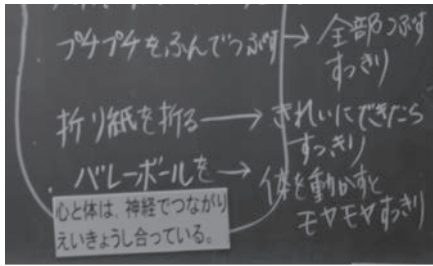 プチプチをふんでつぶす→全部つぶす
すっきり
折り紙を折る→きれいにできたら
すっきり
バレーボールを→体を動かすと
モヤモヤすっきり
心と体は、神経でつながり
えいきょうし合っている。